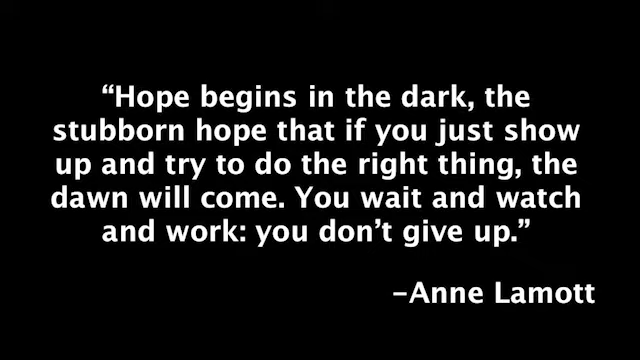 “Hope begins in the dark, the
stubborn hope that if you just show
up and try to do the right thing, the
dawn will come. You wait and watch
and work: you don’t give up.”
–Anne Lamott